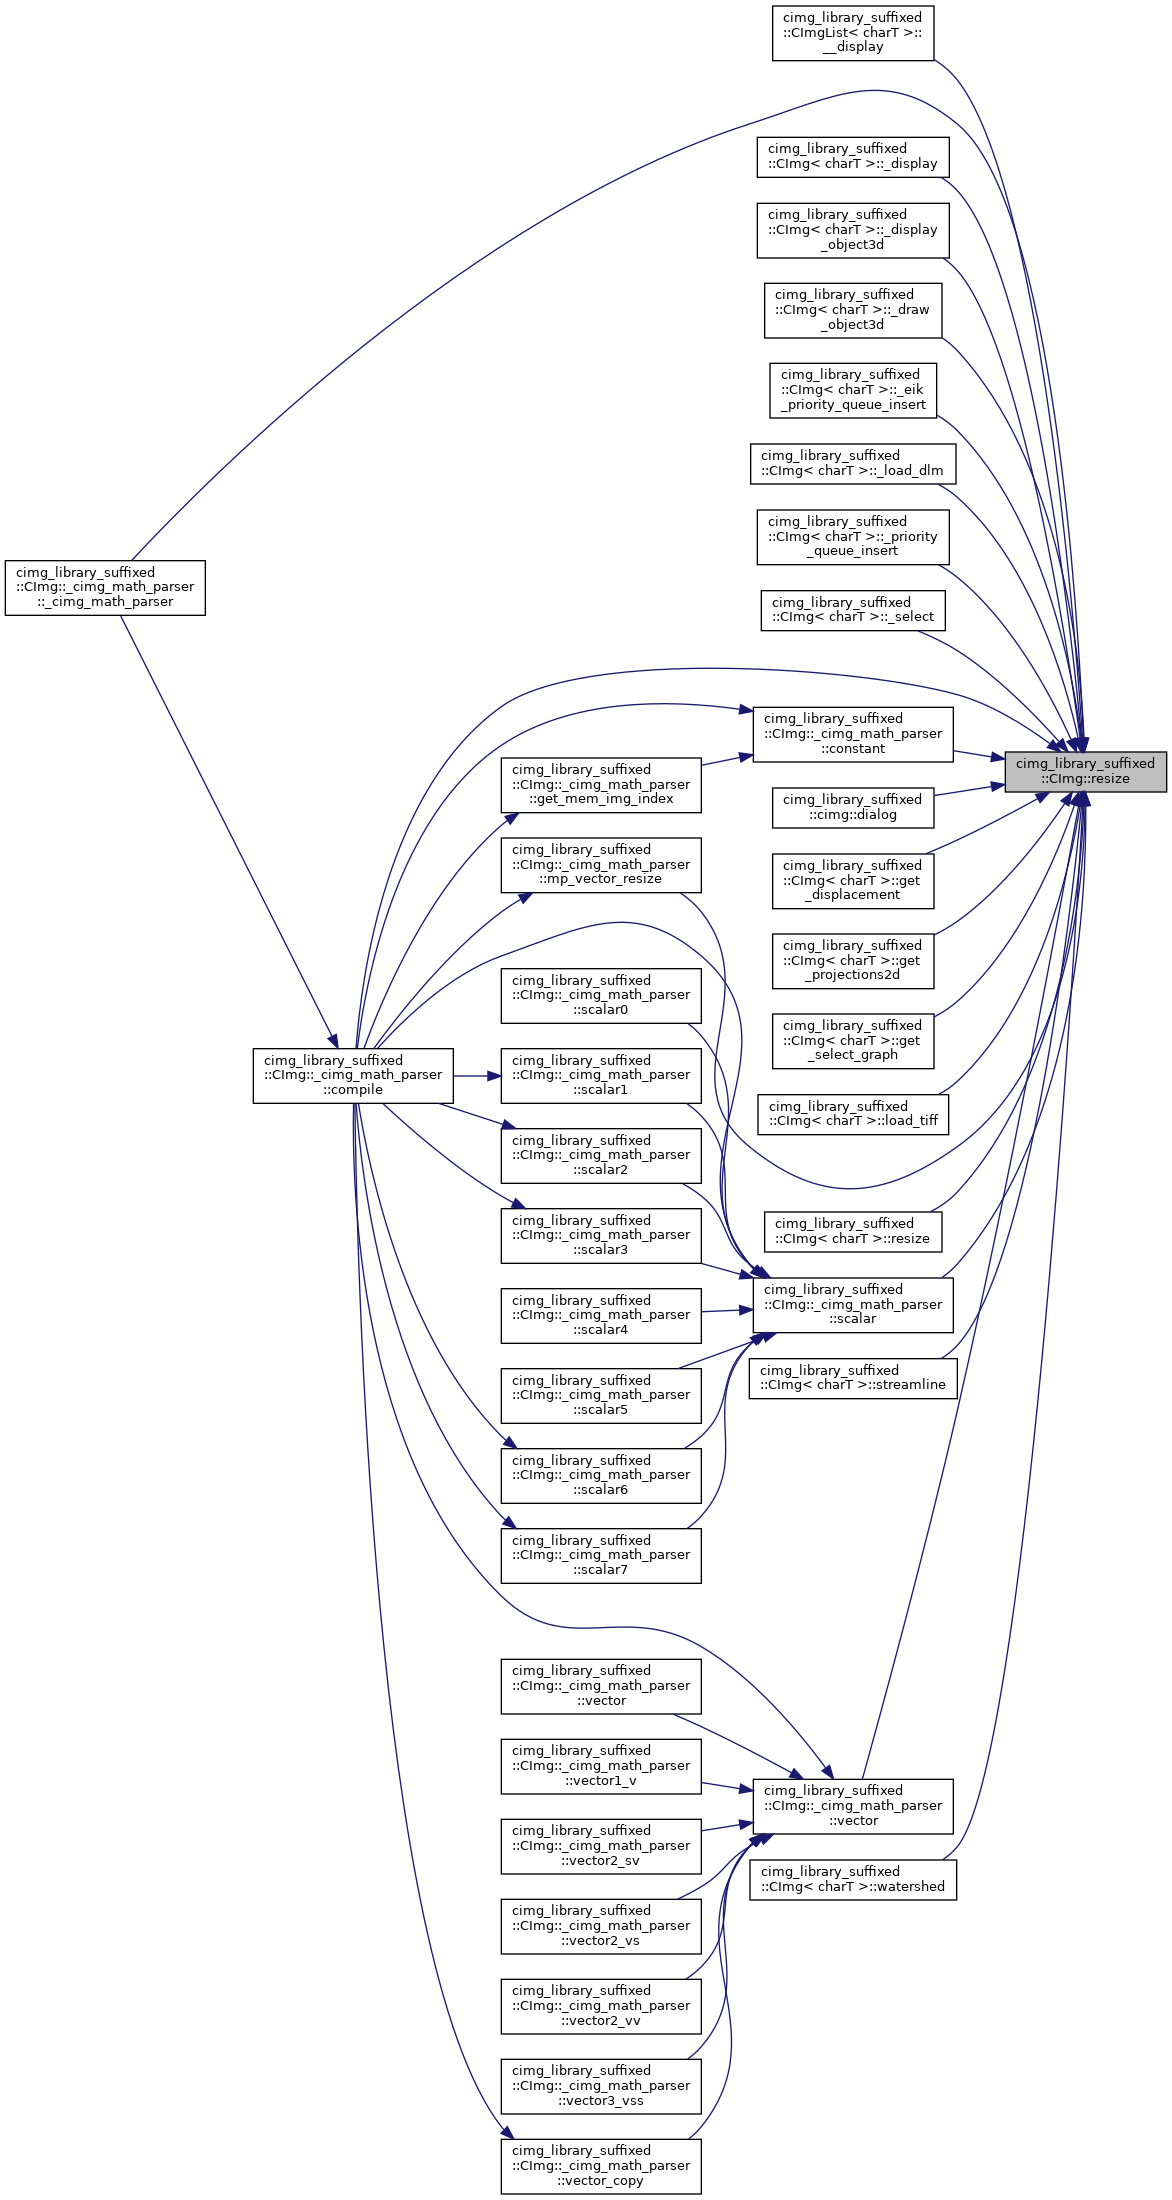 cimg_library_suffixed
::CImgList< charT >::
__display
cimg_library_suffixed
::CImg< charT >::_display
cimg_library_suffixed
::CImg< charT >::_display
_object3d
cimg_library_suffixed
::CImg< charT >::_draw
_object3d
cimg_library_suffixed
::CImg< charT >::_eik
_priority_queue_insert
cimg_library_suffixed
::CImg< charT >::_load_dlm
cimg_library_suffixed
::CImg< charT >::_priority
_queue_insert
cimg_library_suffixed
::CImg::_cimg_math_parser
::_cimg_math_parser
cimg_library_suffixed
::CImg< charT >::_select
cimg_library_suffixed
::CImg::_cimg_math_parser
::constant
cimg_library_suffixed
::CImg::resize
cimg_library_suffixed
::CImg::_cimg_math_parser
::get_mem_img_index
cimg_library_suffixed
::cimg::dialog
cimg_library_suffixed
::CImg::_cimg_math_parser
::mp_vector_resize
cimg_library_suffixed
::CImg< charT >::get
_displacement
cimg_library_suffixed
::CImg< charT >::get
_projections2d
cimg_library_suffixed
::CImg::_cimg_math_parser
::scalar0
cimg_library_suffixed
::CImg< charT >::get
_select_graph
cimg_library_suffixed
::CImg::_cimg_math_parser
::compile
cimg_library_suffixed
::CImg::_cimg_math_parser
::scalar1
cimg_library_suffixed
::CImg< charT >::load_tiff
cimg_library_suffixed
::CImg::_cimg_math_parser
::scalar2
cimg_library_suffixed
::CImg::_cimg_math_parser
::scalar3
cimg_library_suffixed
::CImg< charT >::resize
cimg_library_suffixed
::CImg::_cimg_math_parser
::scalar
cimg_library_suffixed
::CImg::_cimg_math_parser
::scalar4
cimg_library_suffixed
::CImg< charT >::streamline
cimg_library_suffixed
::CImg::_cimg_math_parser
::scalar5
cimg_library_suffixed
::CImg::_cimg_math_parser
::scalar6
cimg_library_suffixed
::CImg::_cimg_math_parser
::scalar7
cimg_library_suffixed
::CImg::_cimg_math_parser
::vector
cimg_library_suffixed
::CImg::_cimg_math_parser
::vector1_v
cimg_library_suffixed
::CImg::_cimg_math_parser
::vector
cimg_library_suffixed
::CImg::_cimg_math_parser
::vector2_sv
cimg_library_suffixed
::CImg< charT >::watershed
cimg_library_suffixed
::CImg::_cimg_math_parser
::vector2_vs
cimg_library_suffixed
::CImg::_cimg_math_parser
::vector2_vv
cimg_library_suffixed
::CImg::_cimg_math_parser
::vector3_vss
cimg_library_suffixed
::CImg::_cimg_math_parser
::vector_copy